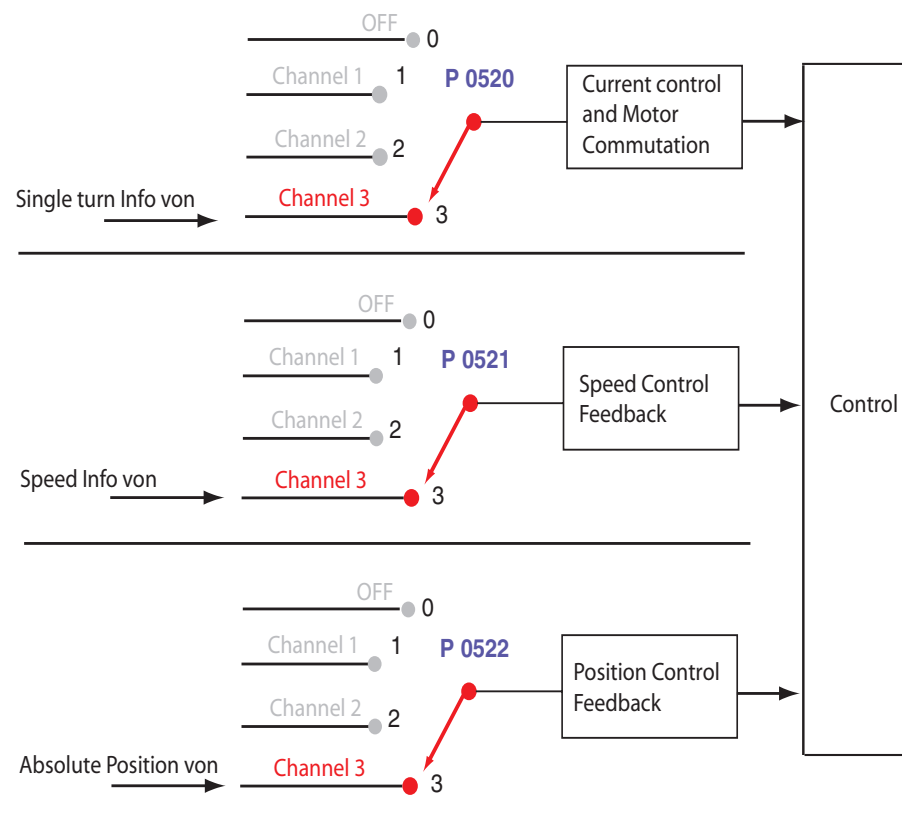 OFF
0
Channel 1
1
P 0520
Current control
and Motor
Commutation
Channel 2
2
Single turn Info von
Channel 3
3
OFF
0
Channel 1
1
P 0521
Speed Control
Feedback
Control
Channel 2
2
Speed Info von
Channel 3
3
OFF
0
Channel 1
1
P 0522
Position Control
Feedback
Channel 2
2
Absolute Position von
Channel 3
3